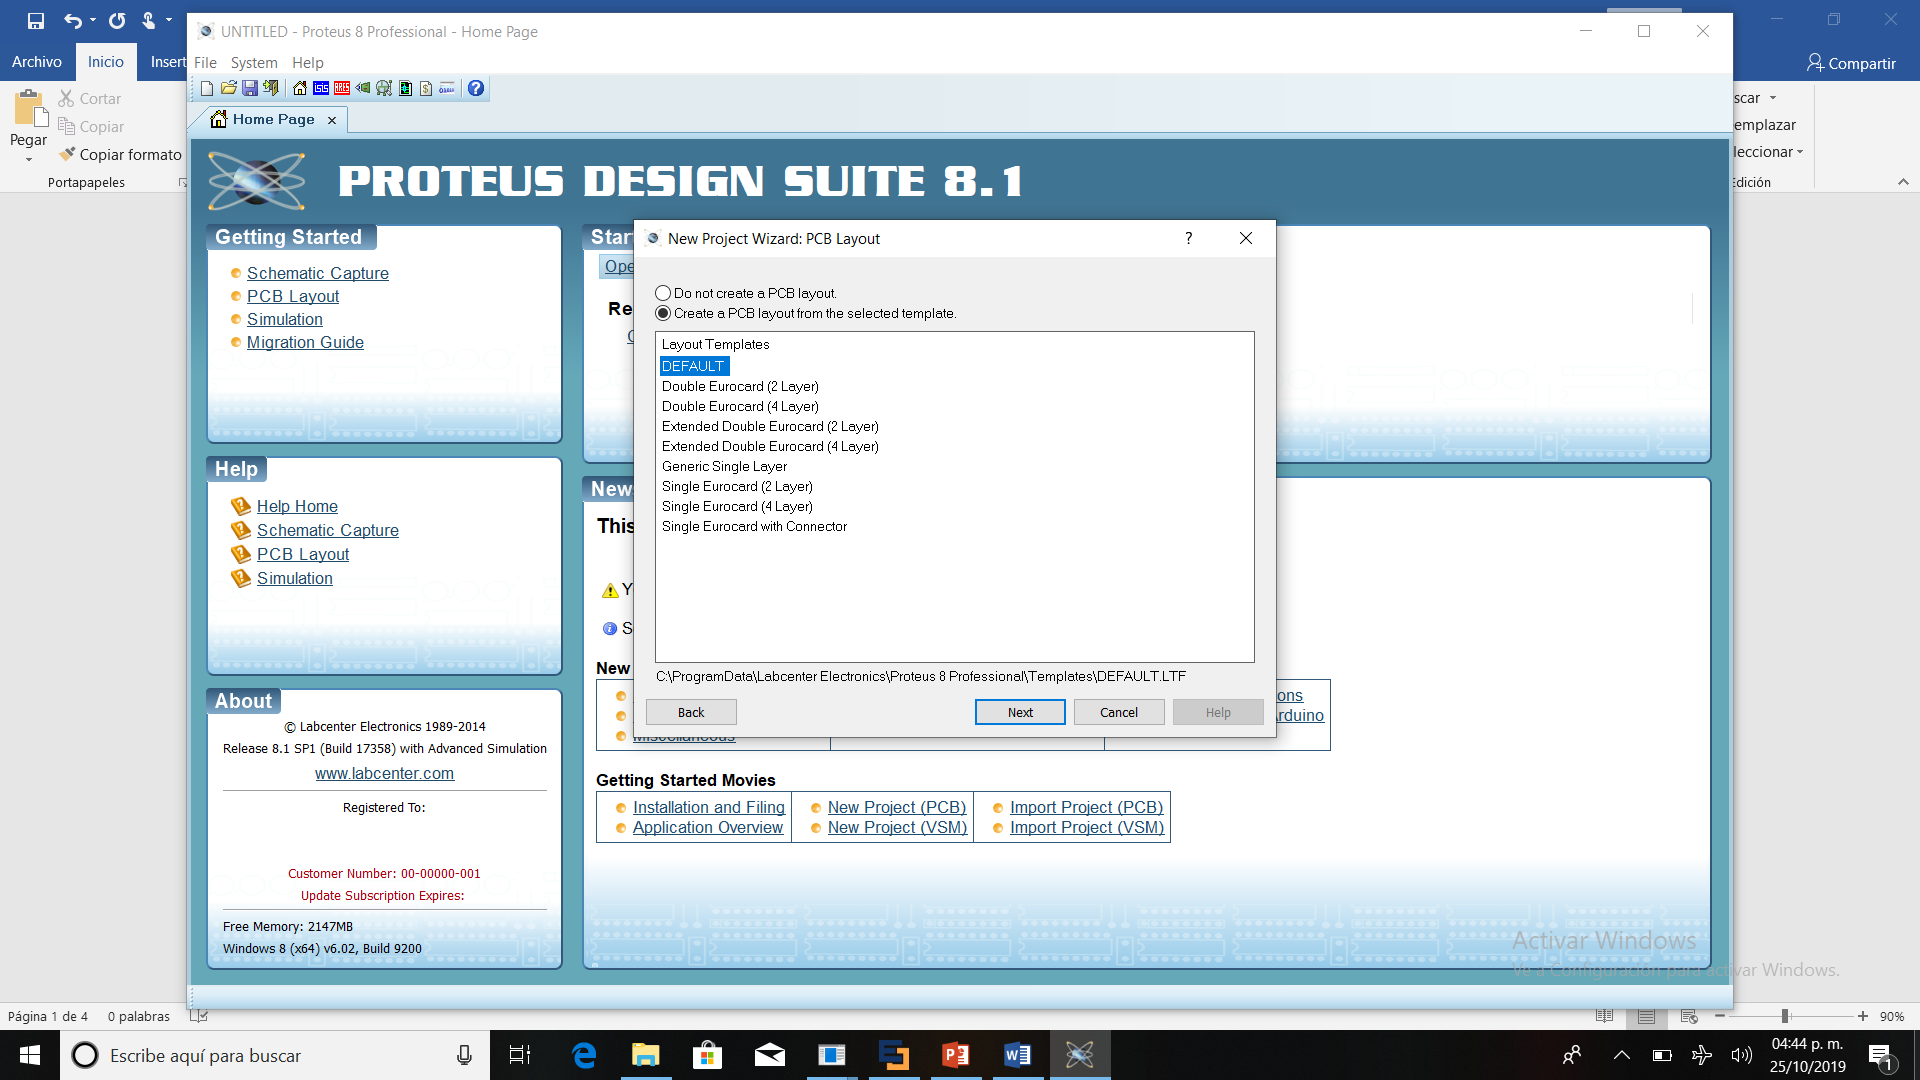 UNTITLED - Proteus 8 Professional - Home Page
Archivo Inicio Insert
Compartir
File System Help
Cortar
Copiar
Pegar
Copiar formato
Portapapeles
Home Page
PROTEUS DESIGN SUITE 8.1
Getting Started
Schematic Capture
PCB Layout
Simulation
Migration Guide
Help
Help Home
Schematic Capture
PCB Layout
Simulation
About
© Labcenter Electronics 1989-2014
Release 8.1 SP1 (Build 17358) with Advanced Simulation
www.labcenter.com
Registered To:
Customer Number: 00-00000-001
Update Subscription Expires:
Free Memory: 2147MB
Windows 8 (x64) v6.02, Build 9200
New Project Wizard: PCB Layout
?
Do not create a PCB layout.
Create a PCB layout from the selected template.
Layout Templates
DEFAULT
Double Eurocard (2 Layer)
Double Eurocard (4 Layer)
Extended Double Eurocard (2 Layer)
Extended Double Eurocard (4 Layer)
Generic Single Layer
Single Eurocard (2 Layer)
Single Eurocard (4 Layer)
Single Eurocard with Connector
C:\ProgramData\Labcenter Electronics\Proteus 8 Professional\Templates\DEFAULT.LTF
Back Next Cancel Help
New
Getting Started Movies
Installation and Filing New Project (PCB) Import Project (PCB)
Application Overview New Project (VSM) Import Project (VSM)
This
Activar Windows
Ve a Configuración para activar Windows.
Página 1 de 4 0 palabras
90%
Escribe aquí para buscar
04:44 p. m.
25/10/2019
1